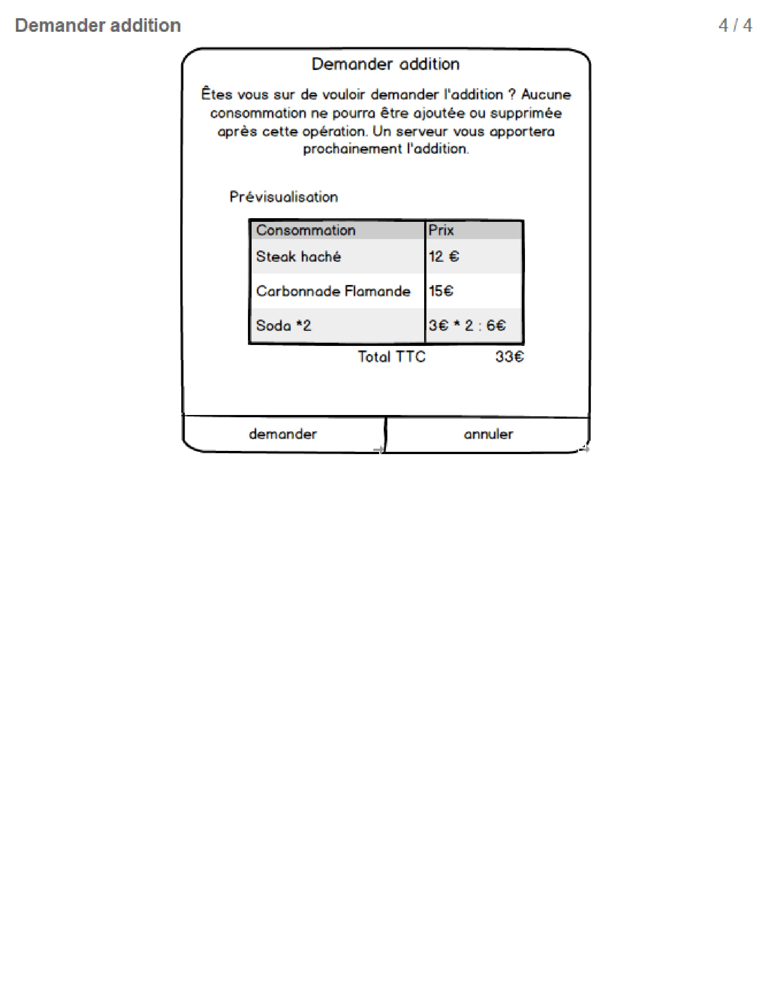 Demander addition 4 / 4
Demander addition
Êtes vous sur de vouloir demander l'addition ? Aucune
consommation ne pourra être ajoutée ou supprimée
après cette opération. Un serveur vous apportera
prochainement l'addition.
Prévisualisation
Consommation Prix
Steak haché 12 €
Carbonnade Flamande 15€
Soda *2 3€ * 2 : 6€
Total TTC 33€
demander annuler